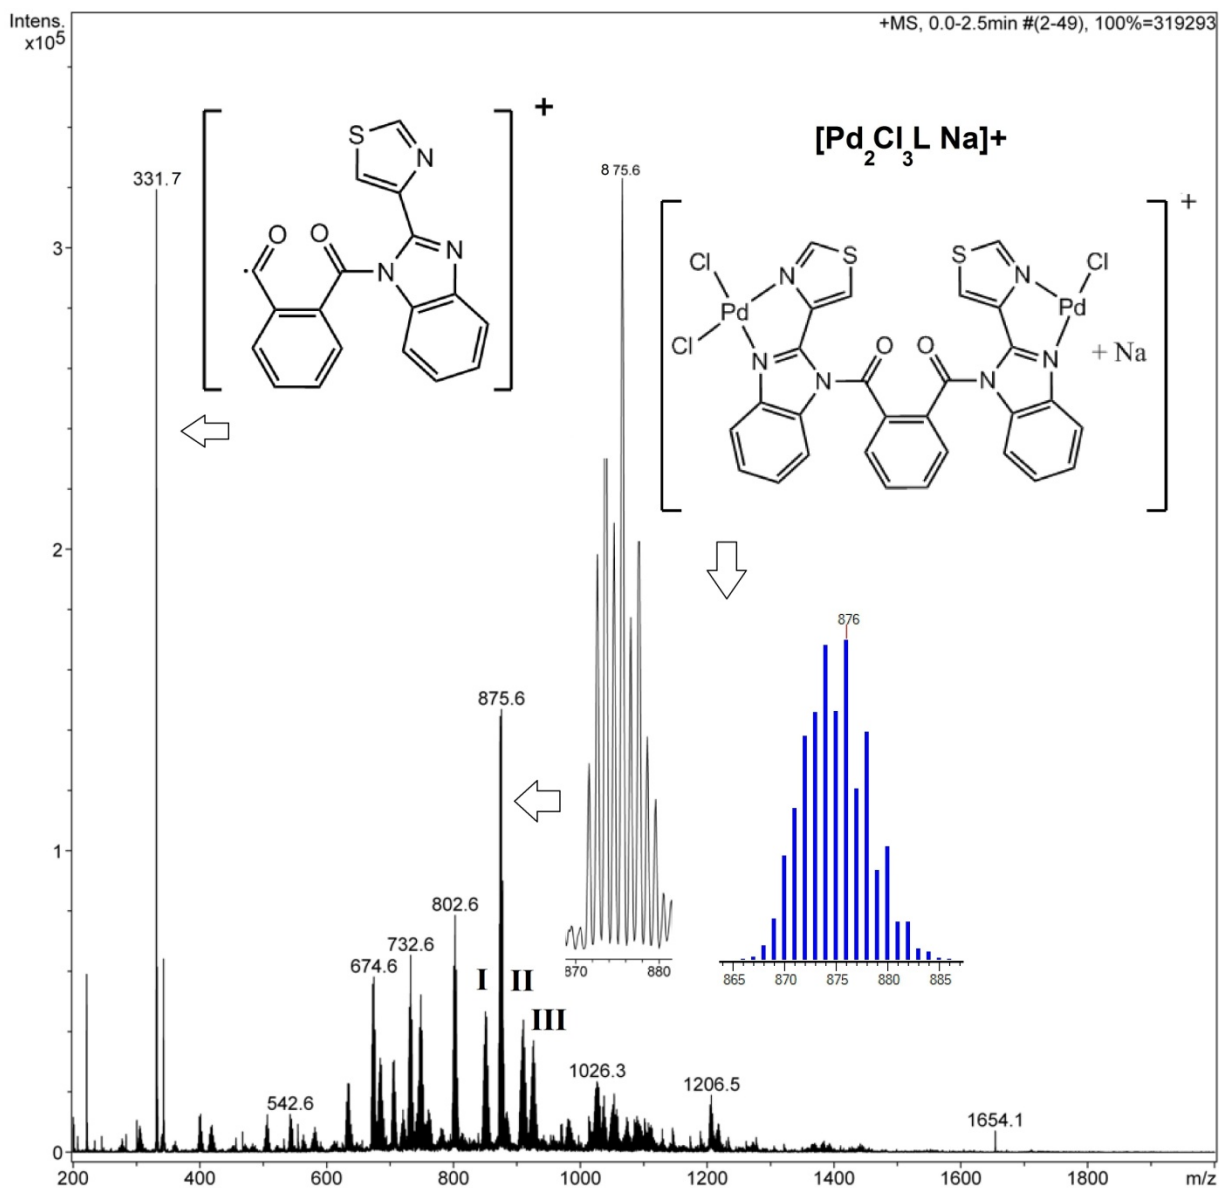 Intens.
x10⁵
+MS, 0.0-2.5min #(2-49), 100%=319293
+
[Pd₂Cl₃L Na]+
331.7
8 75.6
+
S
N
O
O
N
N
Cl
Pd
Cl
N
S
N
N
O
O
S
N
Cl
Pd
N
N
+ Na
3
2
1
0
876
875.6
802.6
732.6
674.6
I
II
III
542.6
1026.3
1206.5
1654.1
870
880
865
870
875
880
885
200
400
600
800
1000
1200
1400
1600
1800
m/z